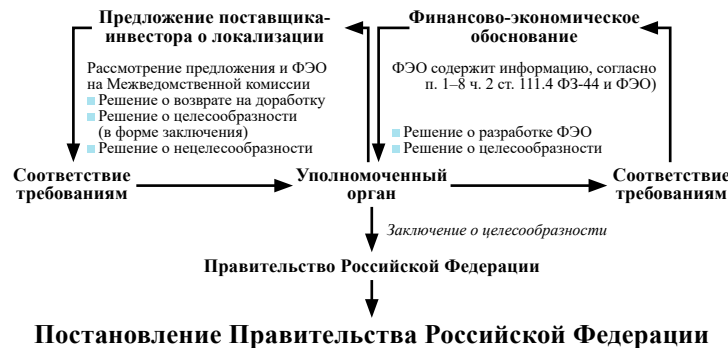 Предложение поставщика-
инвестора о локализации
Рассмотрение предложения и ФЭО
на Межведомственной комиссии
Решение о возврате на доработку
Решение о целесообразности
(в форме заключения)
Решение о нецелесообразности
Финансово-экономическое
обоснование
ФЭО содержит информацию, согласно
п. 1–8 ч. 2 ст. 111.4 ФЗ-44 и ФЭО)
Решение о разработке ФЭО
Решение о целесообразности
Соответствие
требованиям
Уполномоченный
орган
Соответствие
требованиям
Заключение о целесообразности
Правительство Российской Федерации
Постановление Правительства Российской Федерации